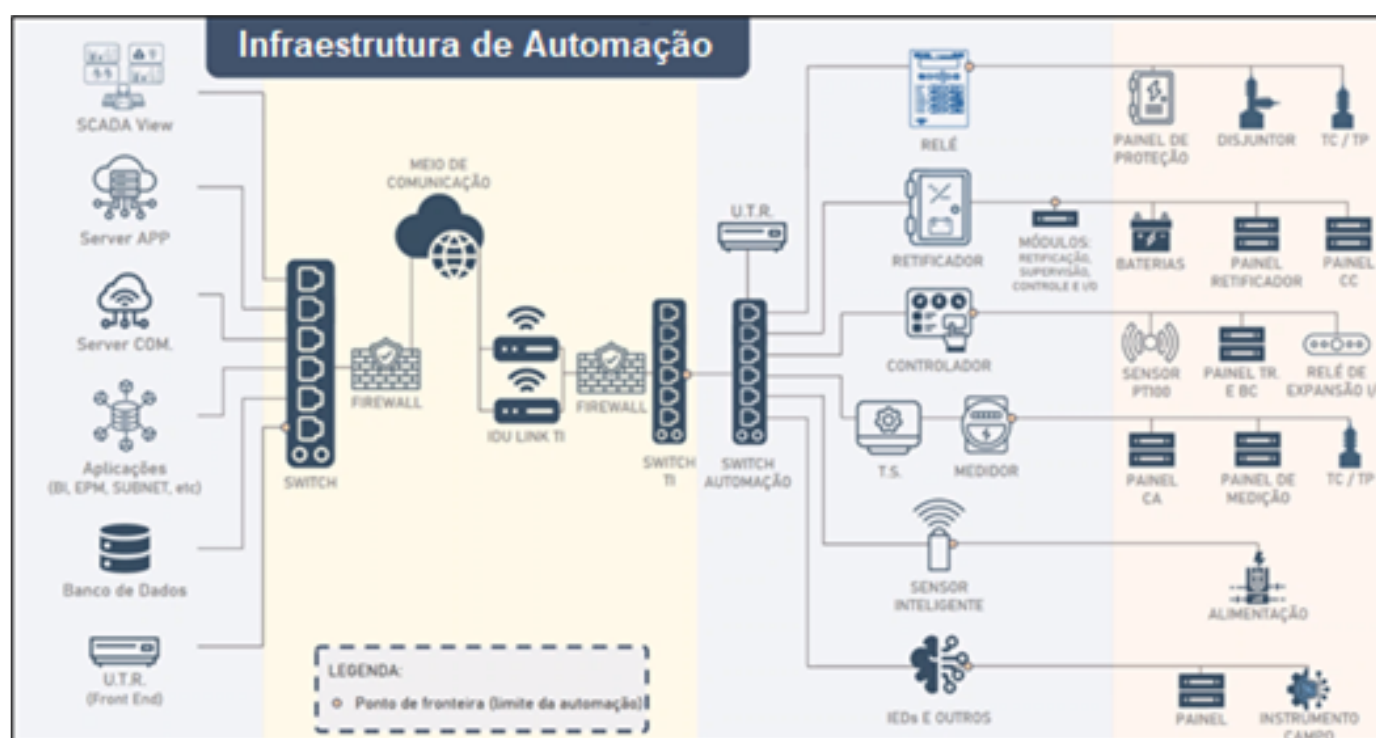 Infraestrutura de Automação
SCADA View
Server APP
Server COM.
Aplicações
(BI, EPM, SUBNET, etc)
Banco de Dados
U.T.R.
(Front End)
SWITCH
FIREWALL
MEIO DE
COMUNICAÇÃO
IDU LINK TI
FIREWALL
SWITCH
TI
U.T.R.
SWITCH
AUTOMAÇÃO
RELÉ
PAINEL DE
PROTEÇÃO
DISJUNTOR
TC / TP
RETIFICADOR
MÓDULOS:
RETIFICAÇÃO,
SUPERVISÃO,
CONTROLE E I/O
BATERIAS
PAINEL
RETIFICADOR
PAINEL
CC
CONTROLADOR
SENSOR
PT100
PAINEL TR.
E BC
RELÉ DE
EXPANSÃO I/
T.S.
MEDIDOR
PAINEL
CA
PAINEL DE
MEDIÇÃO
TC / TP
SENSOR
INTELIGENTE
ALIMENTAÇÃO
IEDs E OUTROS
PAINEL
INSTRUMENTO
CAMPO
LEGENDA:
Ponto de fronteira (limite da automação)